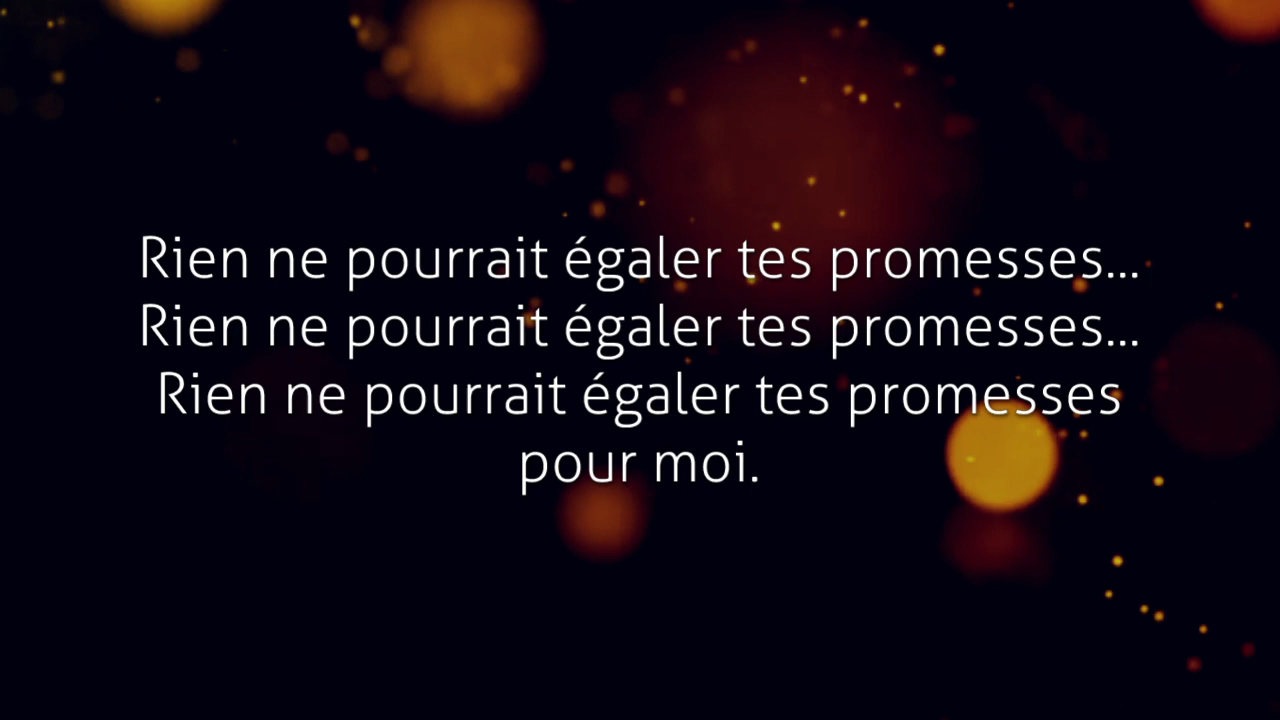 Rien ne pourrait égaler tes promesses...
Rien ne pourrait égaler tes promesses...
Rien ne pourrait égaler tes promesses
pour moi.